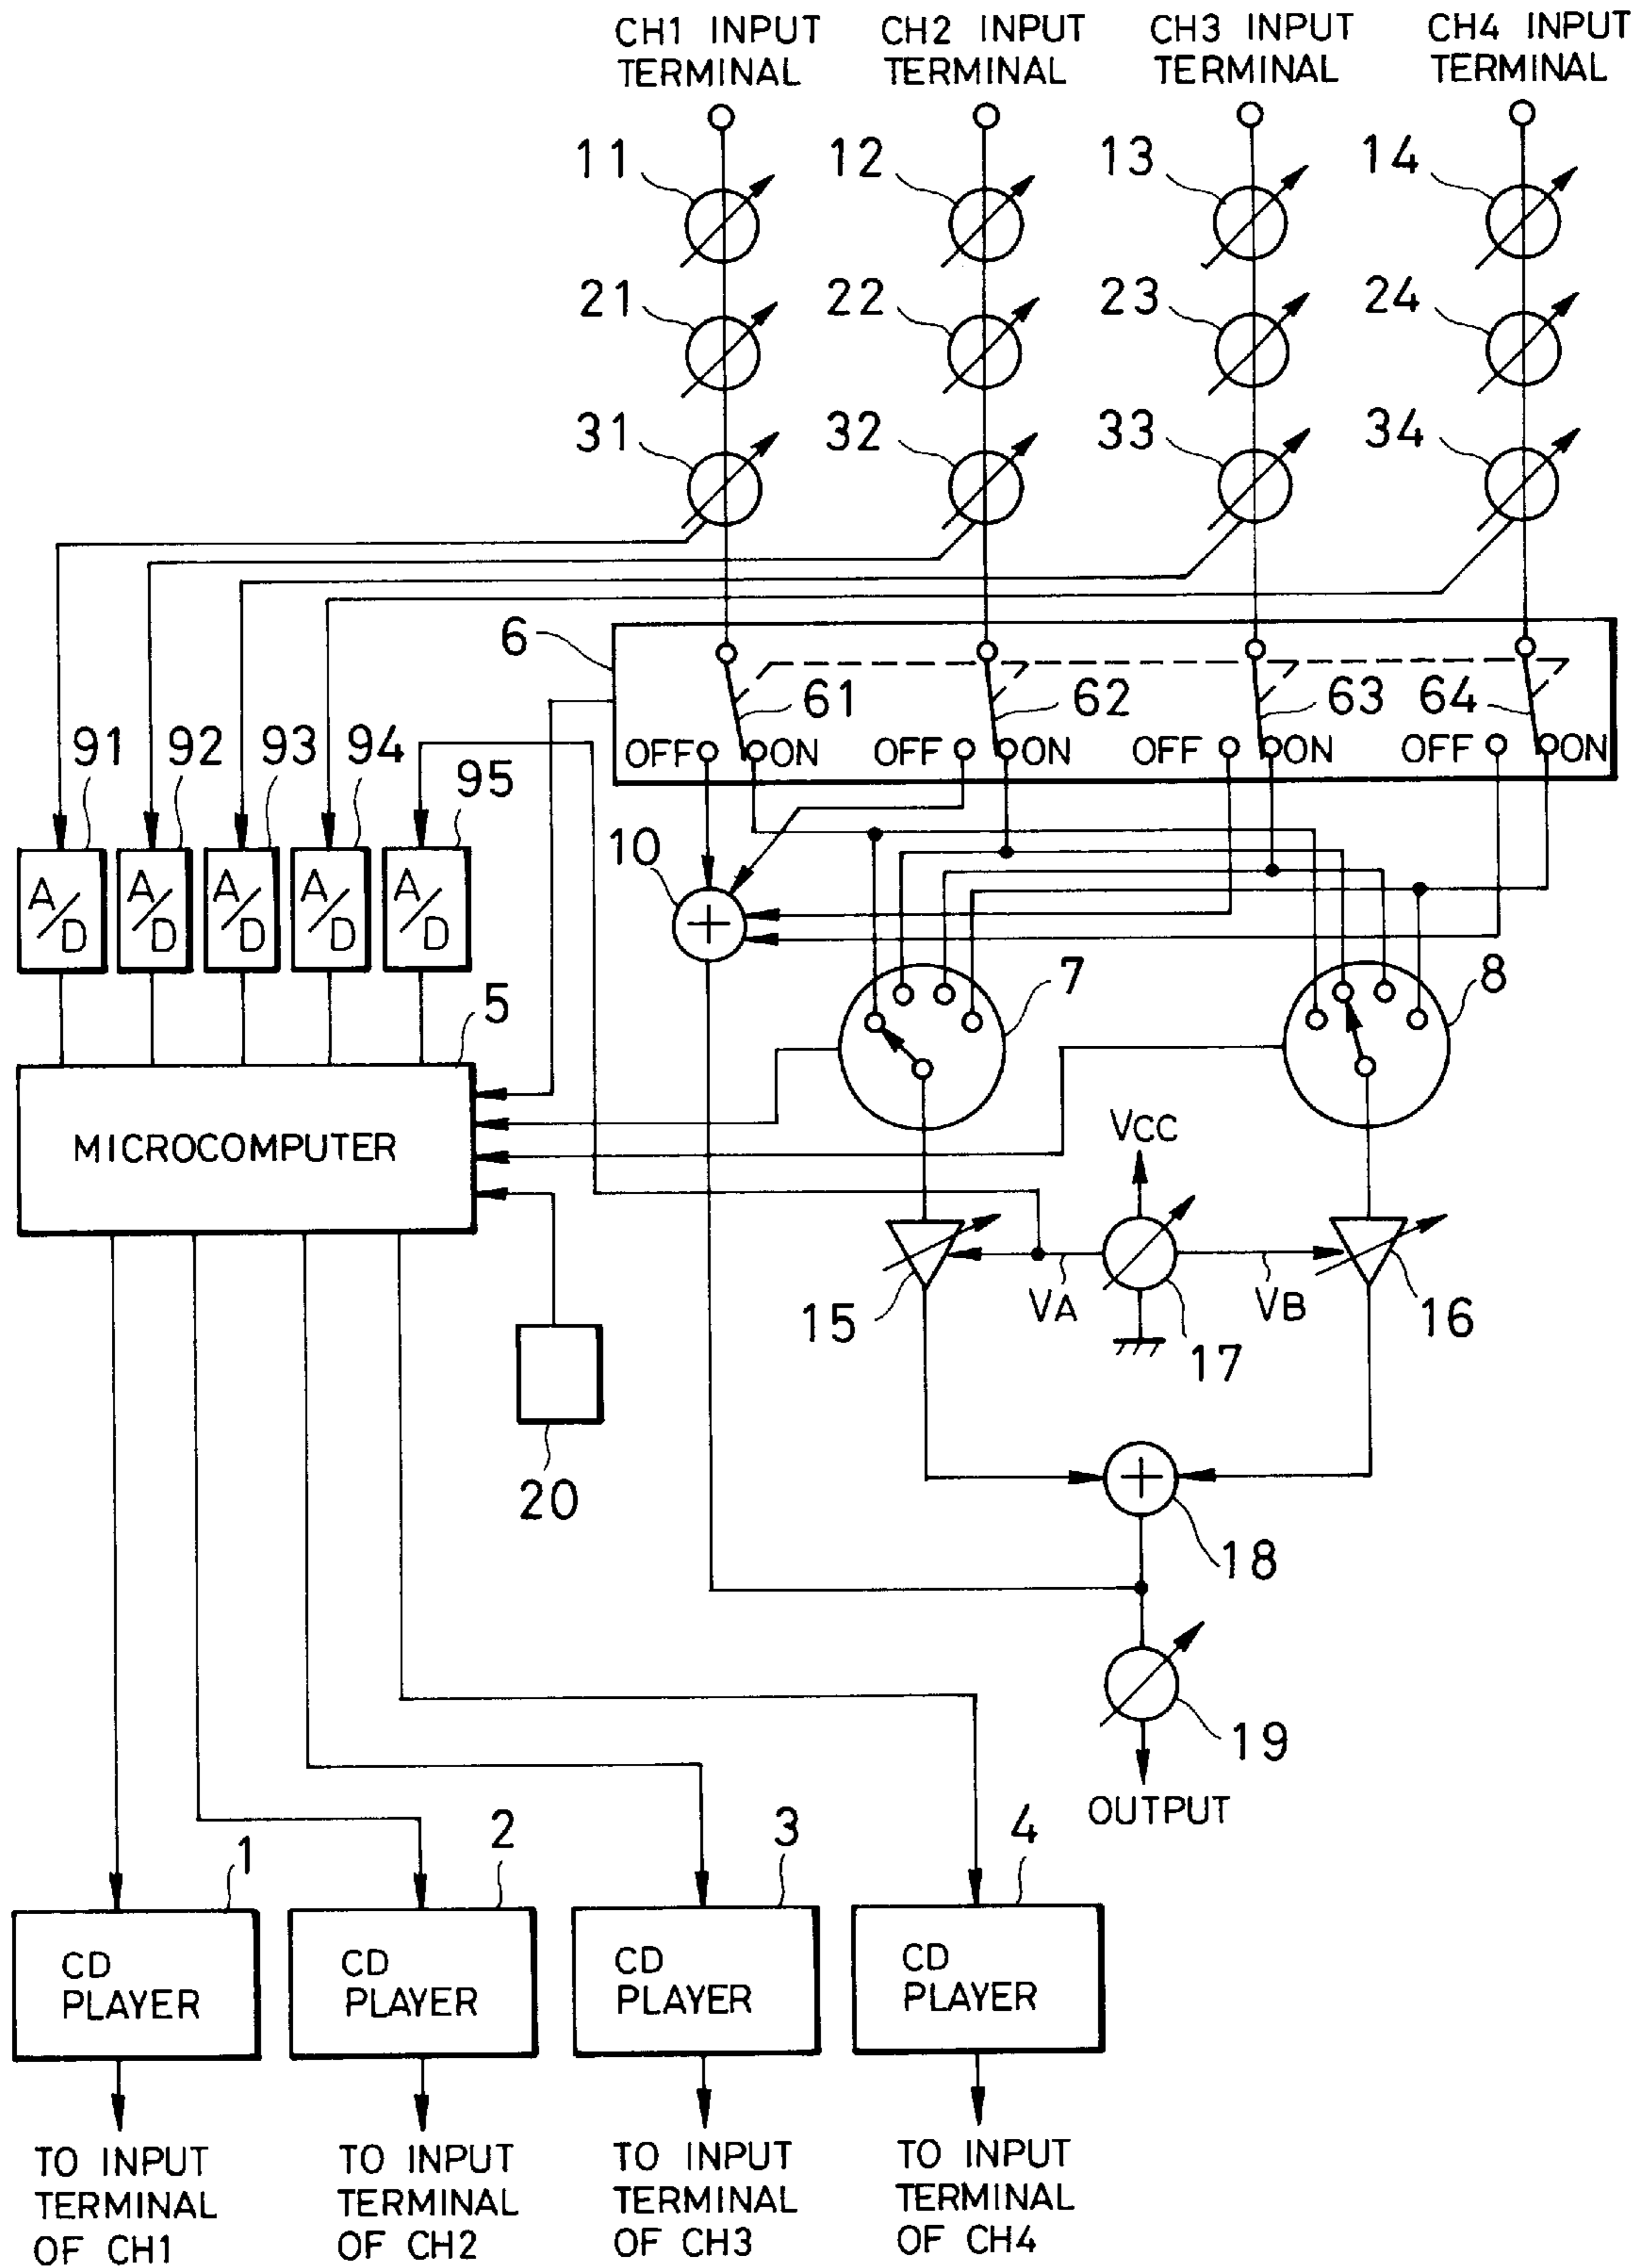 CH1 INPUT TERMINAL
CH2 INPUT TERMINAL
CH3 INPUT TERMINAL
CH4 INPUT TERMINAL
11
12
13
14
21
22
23
24
31
32
33
34
6
61
62
63
64
OFF ON
OFF ON
OFF ON
OFF ON
91
92
93
94
95
A/D
A/D
A/D
A/D
A/D
10
+
7
8
5
MICROCOMPUTER
VCC
VA
VB
15
16
17
20
+
18
19
OUTPUT
1
2
3
4
CD PLAYER
CD PLAYER
CD PLAYER
CD PLAYER
TO INPUT TERMINAL OF CH1
TO INPUT TERMINAL OF CH2
TO INPUT TERMINAL OF CH3
TO INPUT TERMINAL OF CH4